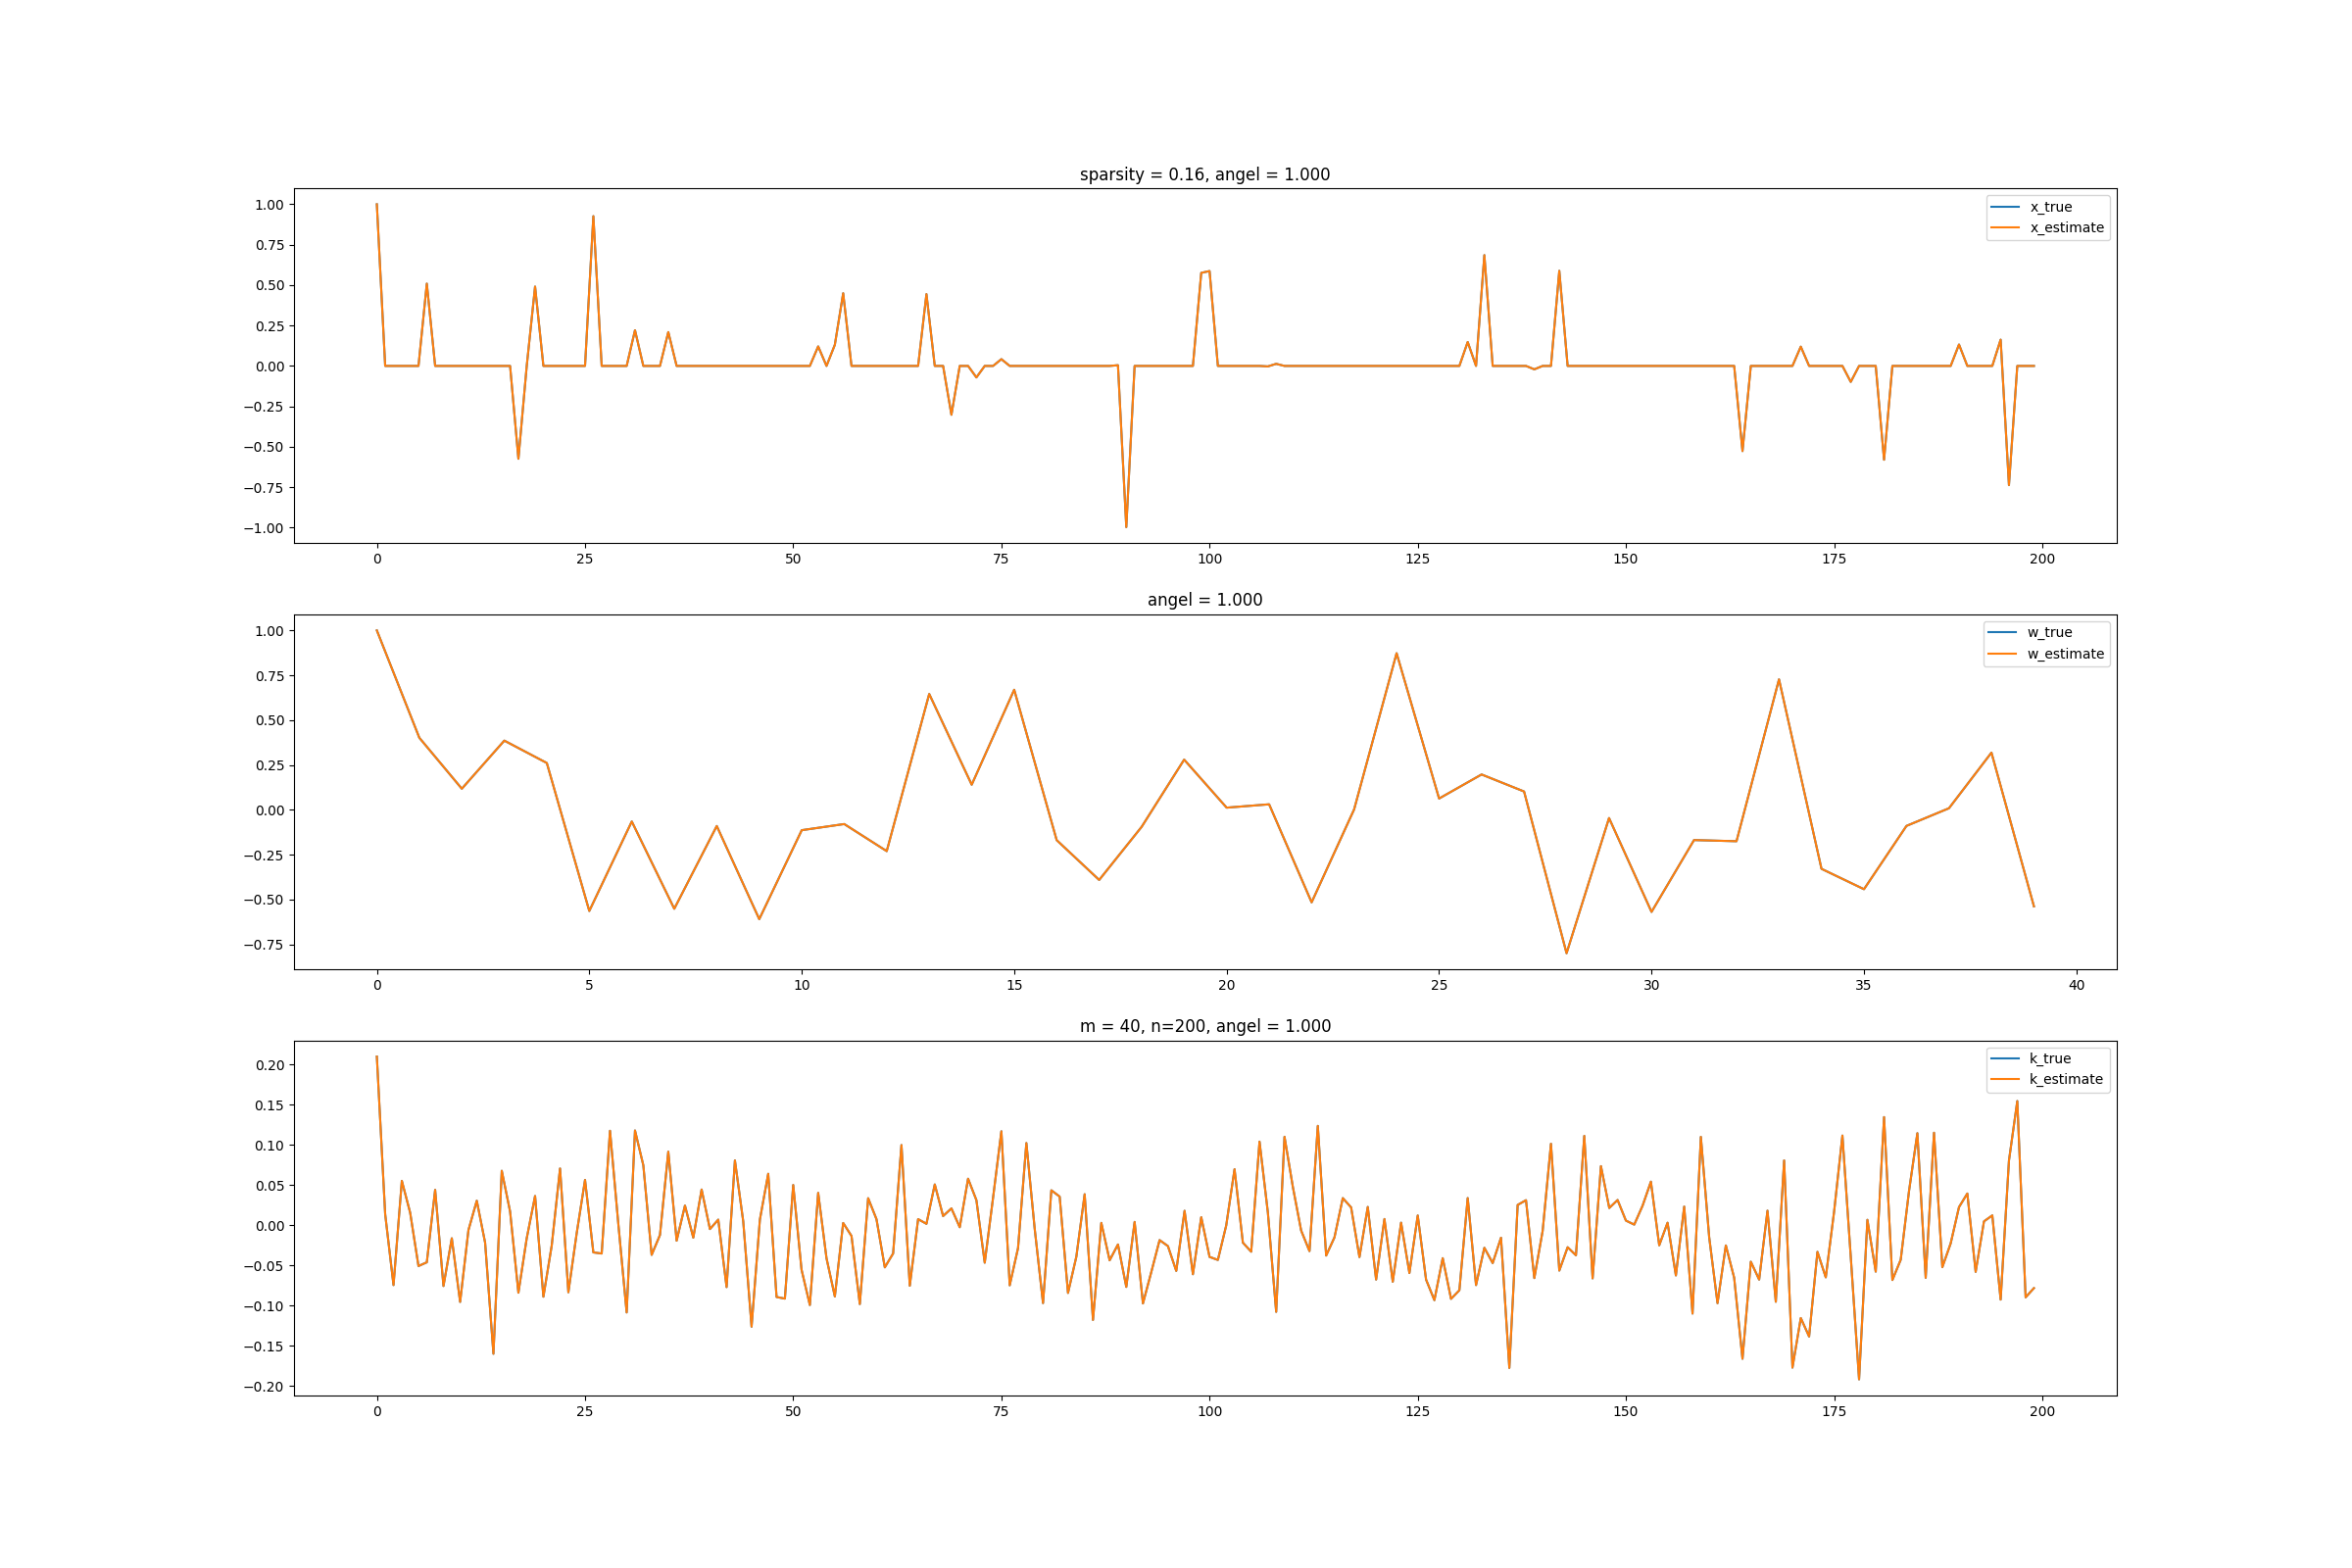 sparsity = 0.16, angel = 1.000
x_true
x_estimate
1.00
0.75
0.50
0.25
0.00
−0.25
−0.50
−0.75
−1.00
0 25 50 75 100 125 150 175 200
angel = 1.000
w_true
w_estimate
1.00
0.75
0.50
0.25
0.00
−0.25
−0.50
−0.75
0 5 10 15 20 25 30 35 40
m = 40, n=200, angel = 1.000
k_true
k_estimate
0.20
0.15
0.10
0.05
0.00
−0.05
−0.10
−0.15
−0.20
0 25 50 75 100 125 150 175 200